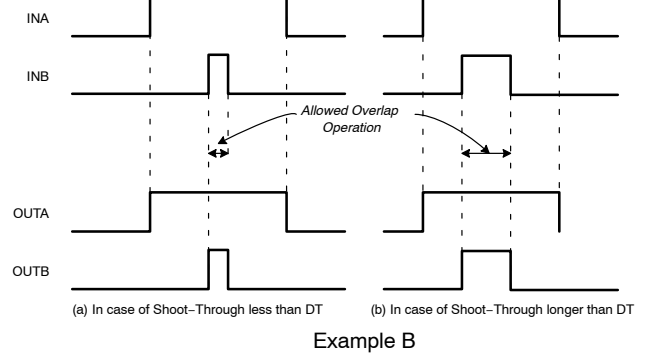 INA
INB
Allowed Overlap
Operation
OUTA
OUTB
(a) In case of Shoot−Through less than DT
(b) In case of Shoot−Through longer than DT
Example B